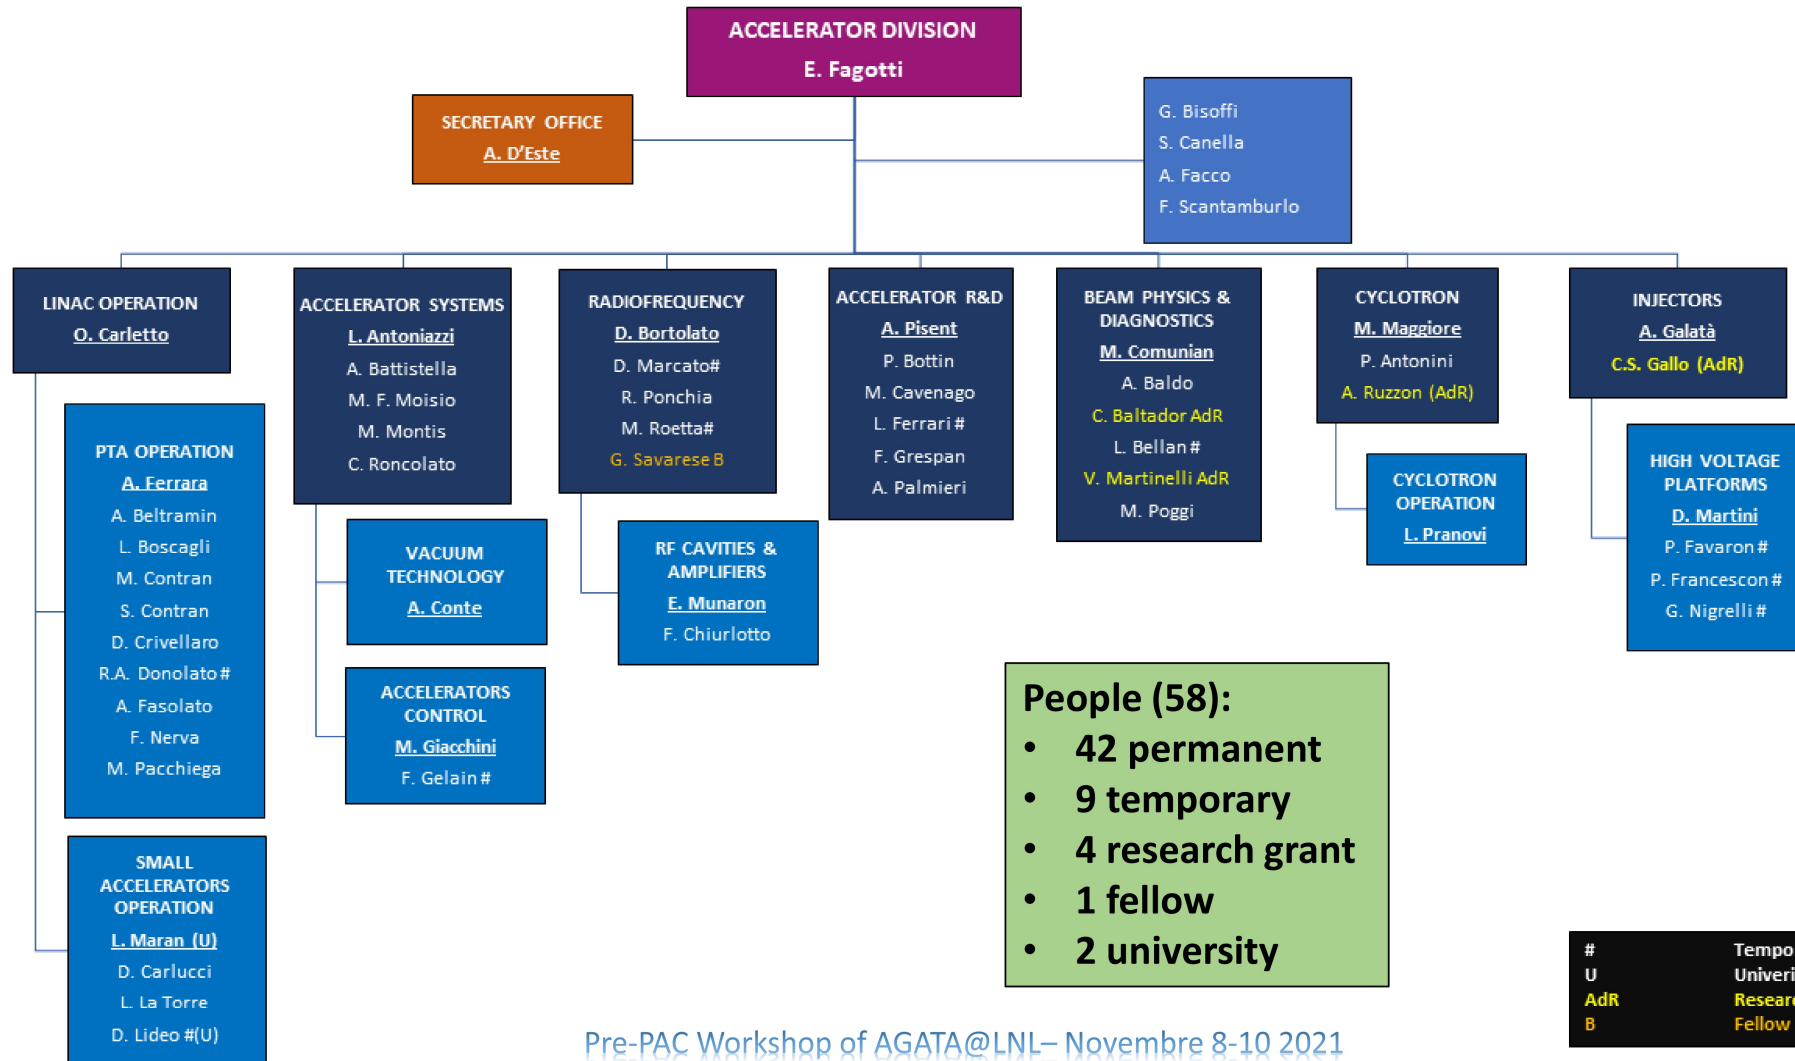 ACCELERATOR DIVISION
E. Fagotti
SECRETARY OFFICE
A. D'Este
G. Bisoffi
S. Canella
A. Facco
F. Scantamburlo
LINAC OPERATION
O. Carletto
PTA OPERATION
A. Ferrara
A. Beltramin
L. Boscagli
M. Contran
S. Contran
D. Crivellaro
R.A. Donolato #
A. Fasolato
F. Nerva
M. Pacchiega
SMALL
ACCELERATORS
OPERATION
L. Maran (U)
D. Carlucci
L. La Torre
D. Lideo #(U)
ACCELERATOR SYSTEMS
L. Antoniazzi
A. Battistella
M. F. Moisio
M. Montis
C. Roncolato
VACUUM
TECHNOLOGY
A. Conte
ACCELERATORS
CONTROL
M. Giacchini
F. Gelain #
RADIOFREQUENCY
D. Bortolato
D. Marcato#
R. Ponchia
M. Roetta#
G. Savarese B
RF CAVITIES &
AMPLIFIERS
E. Munaron
F. Chiurlotto
ACCELERATOR R&D
A. Pisent
P. Bottin
M. Cavenago
L. Ferrari #
F. Grespan
A. Palmieri
BEAM PHYSICS &
DIAGNOSTICS
M. Comunian
A. Baldo
C. Baltador AdR
L. Bellan #
V. Martinelli AdR
M. Poggi
CYCLOTRON
M. Maggiore
P. Antonini
A. Ruzzon (AdR)
CYCLOTRON
OPERATION
L. Pranovi
INJECTORS
A. Galatà
C.S. Gallo (AdR)
HIGH VOLTAGE
PLATFORMS
D. Martini
P. Favaron #
P. Francescon #
G. Nigrelli #
People (58):
• 42 permanent
• 9 temporary
• 4 research grant
• 1 fellow
• 2 university
# Tempo
U Univeri
AdR Resear
B Fellow
Pre-PAC Workshop of AGATA@LNL– Novembre 8-10 2021